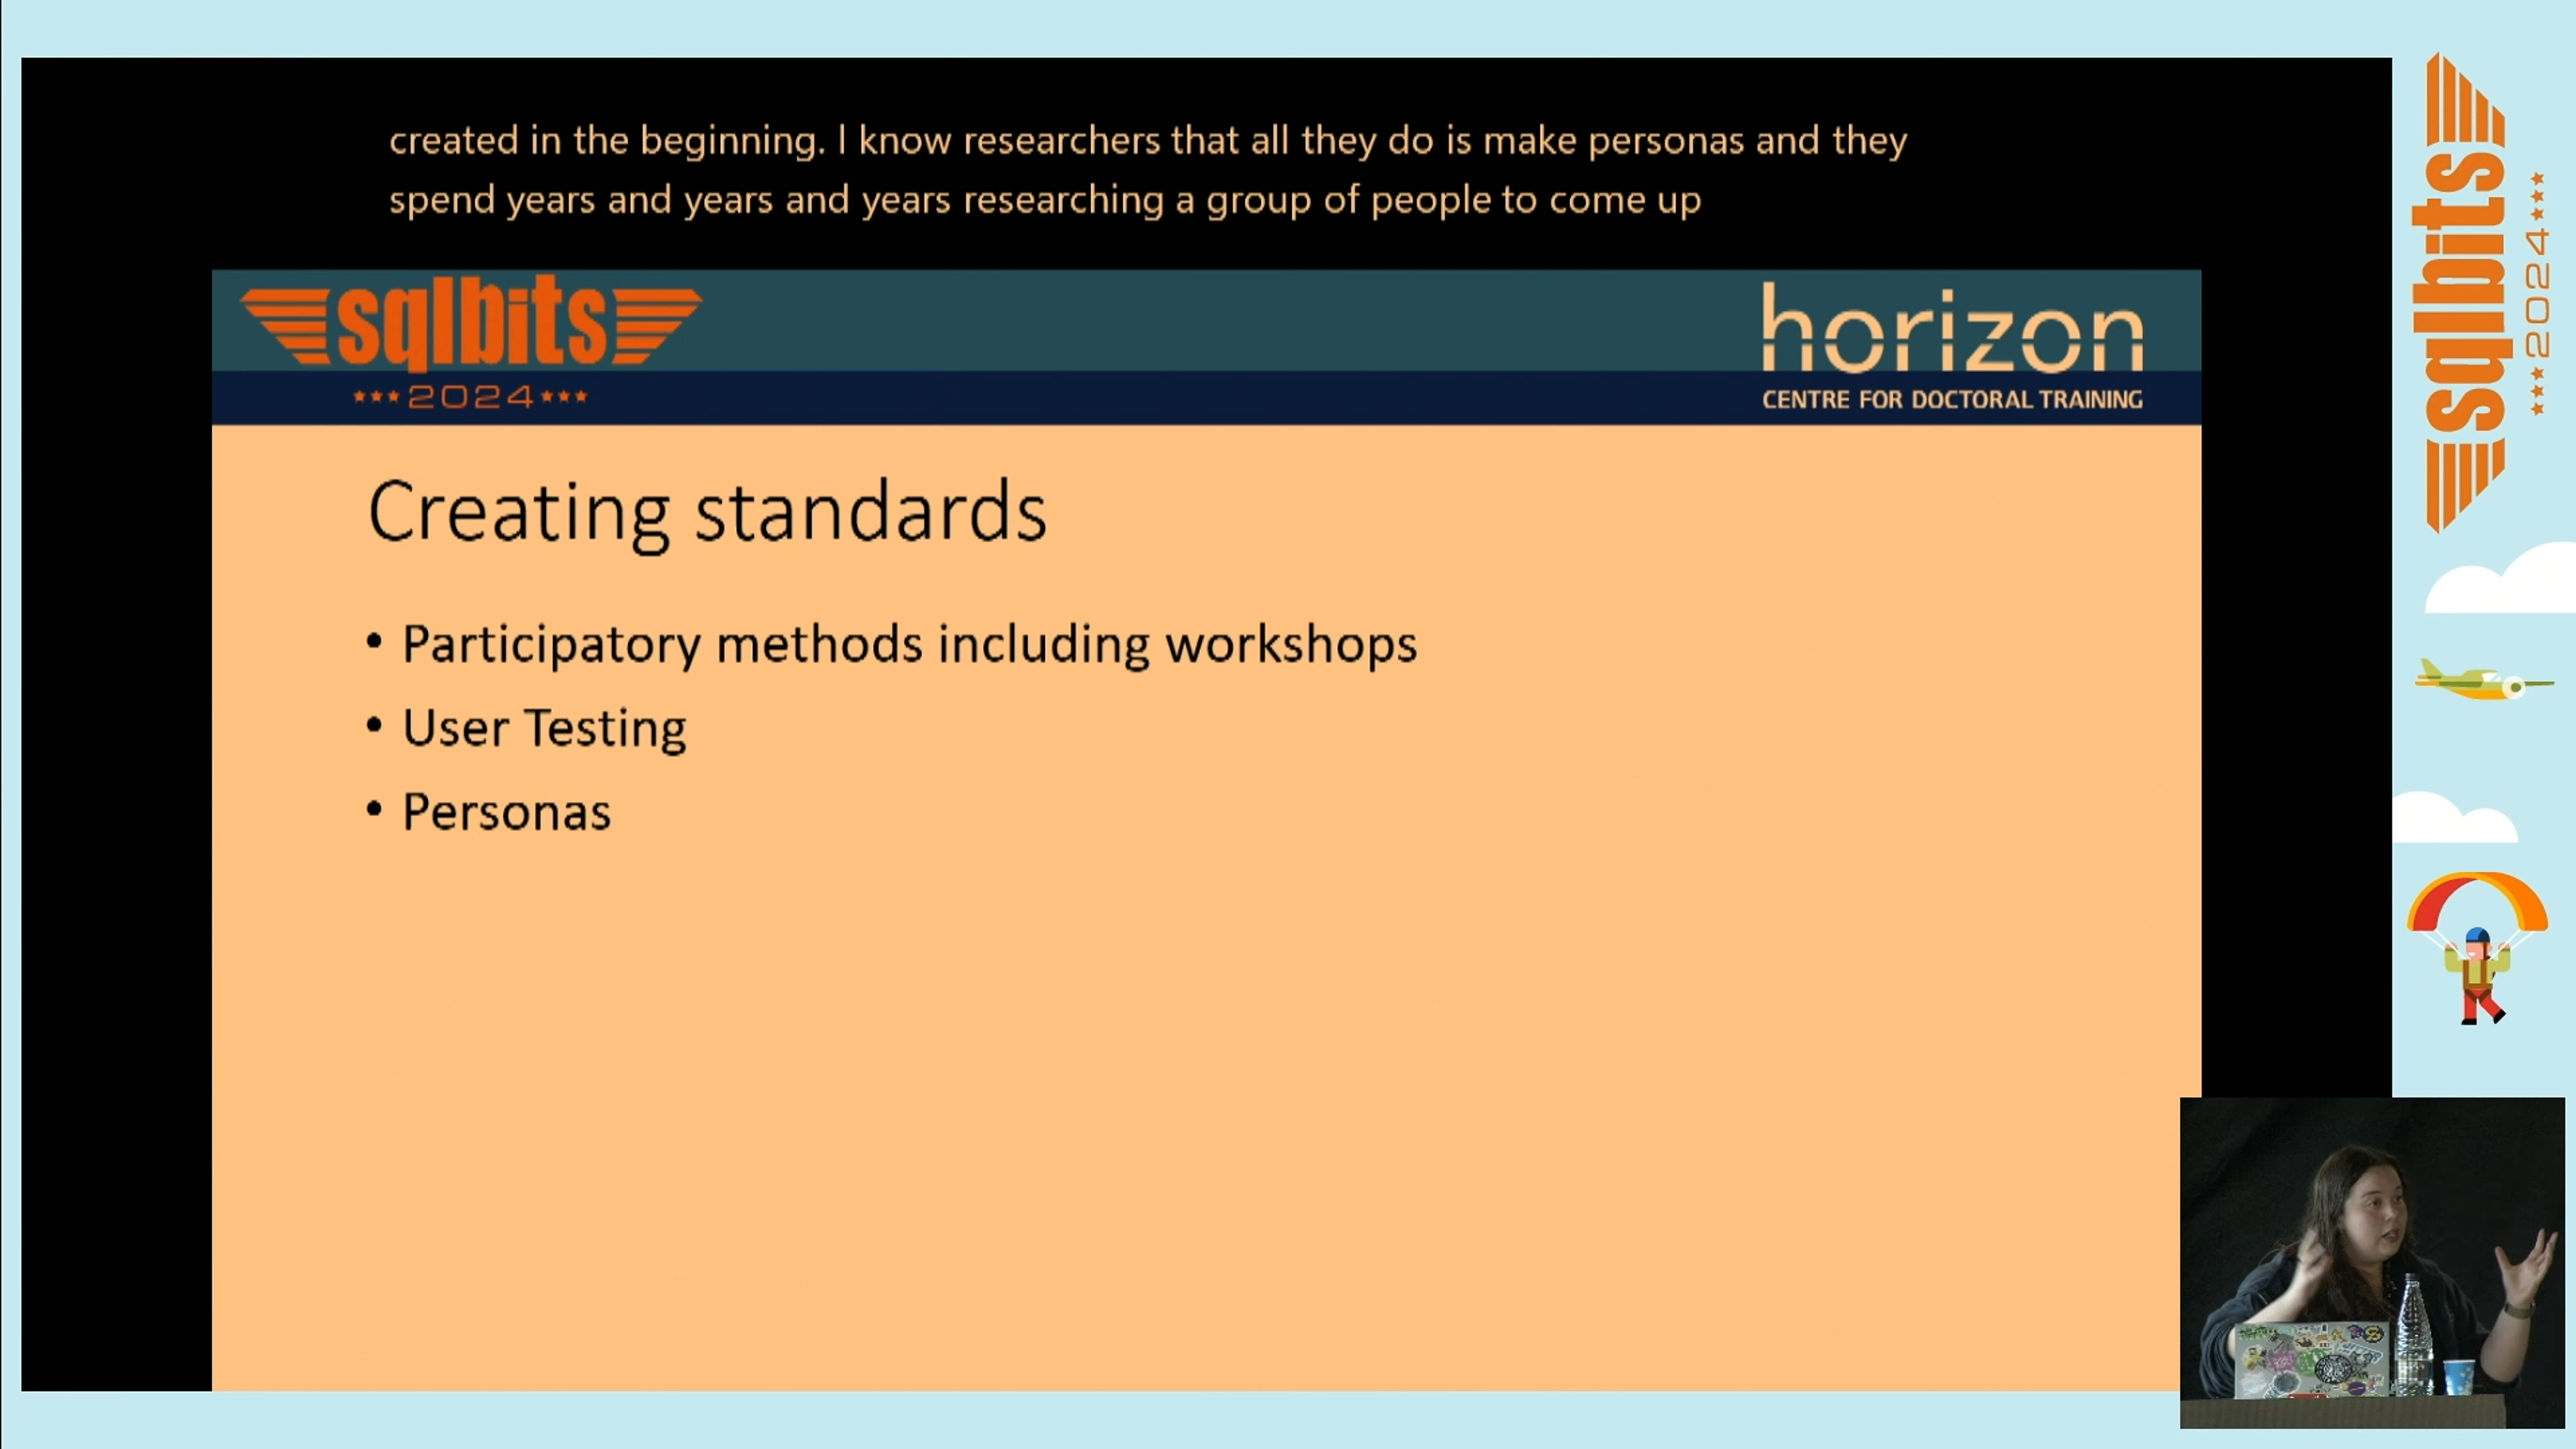 created in the beginning. I know researchers that all they do is make personas and they
spend years and years and years researching a group of people to come up
sqlbits
2024
horizon
CENTRE FOR DOCTORAL TRAINING
Creating standards
• Participatory methods including workshops
• User Testing
• Personas
sqlbits
2024